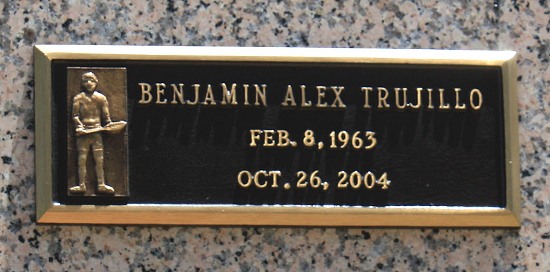 BENJAMIN ALEX TRUJILLO
FEB. 8, 1963
OCT. 26, 2004